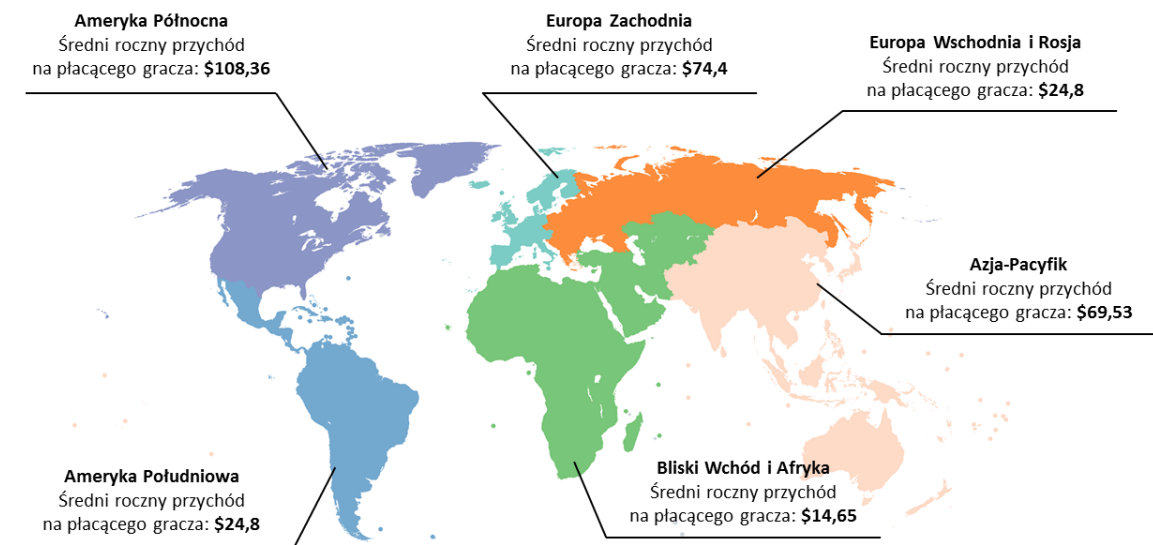 Ameryka Północna
Średni roczny przychód
na płacącego gracza: $108,36
Europa Zachodnia
Średni roczny przychód
na płacącego gracza: $74,4
Europa Wschodnia i Rosja
Średni roczny przychód
na płacącego gracza: $24,8
Azja-Pacyfik
Średni roczny przychód
na płacącego gracza: $69,53
Ameryka Południowa
Średni roczny przychód
na płacącego gracza: $24,8
Bliski Wchód i Afryka
Średni roczny przychód
na płacącego gracza: $14,65